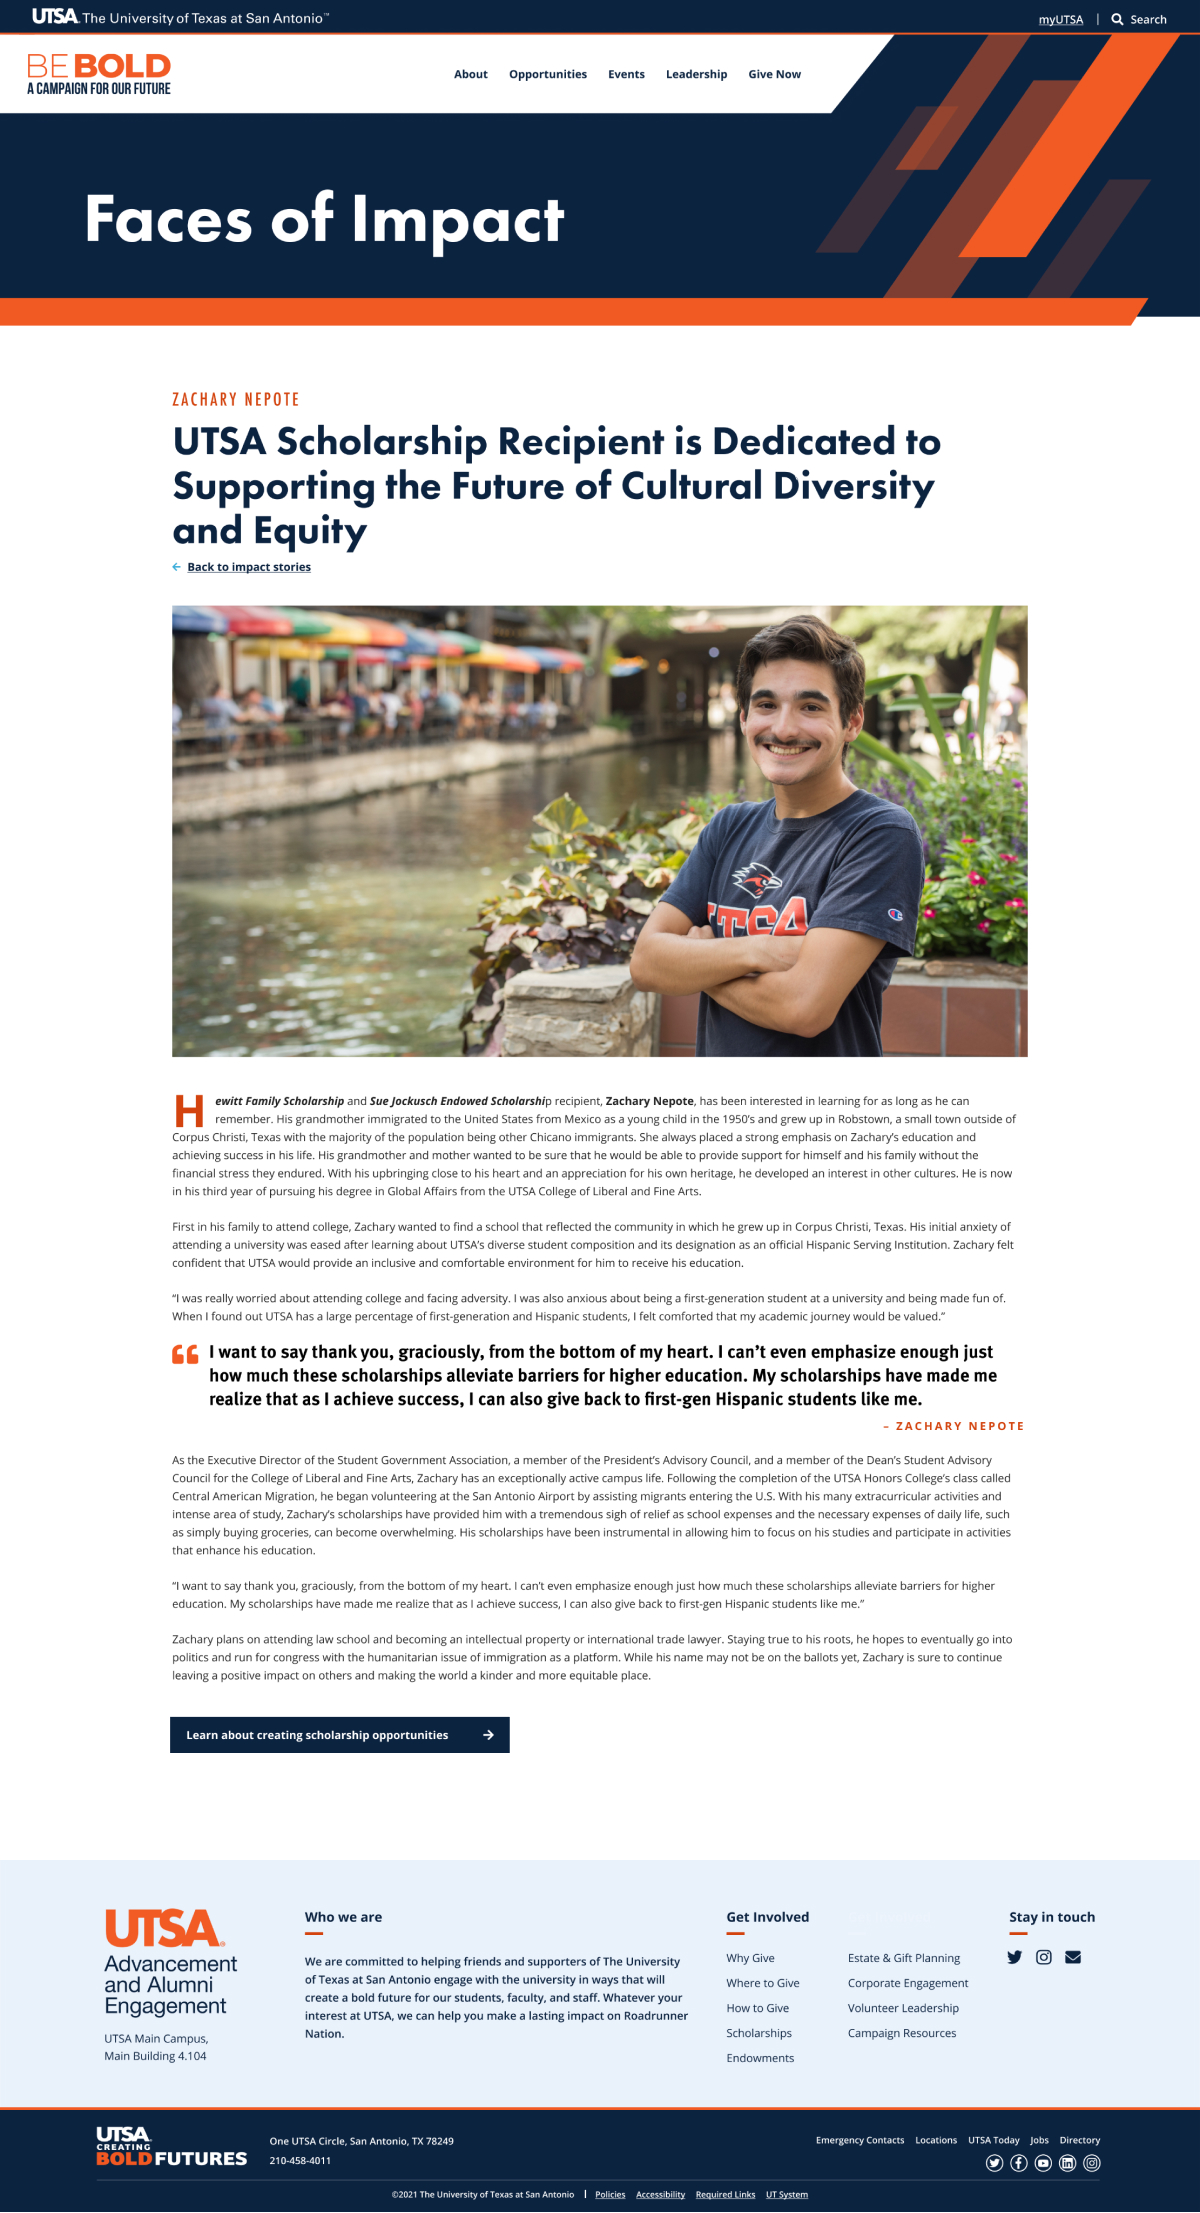 UTSA. The University of Texas at San Antonio™
myUTSA | Search
BE BOLD
A CAMPAIGN FOR OUR FUTURE
About Opportunities Events Leadership Give Now
Faces of Impact
ZACHARY NEPOTE
UTSA Scholarship Recipient is Dedicated to
Supporting the Future of Cultural Diversity
and Equity
Back to impact stories
UTSA
Hewitt Family Scholarship and Sue Jockusch Endowed Scholarship recipient, Zachary Nepote, has been interested in learning for as long as he can
remember. His grandmother immigrated to the United States from Mexico as a young child in the 1950's and grew up in Robstown, a small town outside of
Corpus Christi, Texas with the majority of the population being other Chicano immigrants. She always placed a strong emphasis on Zachary's education and
achieving success in his life. His grandmother and mother wanted to be sure that he would be able to provide support for himself and his family without the
financial stress they endured. With his upbringing close to his heart and an appreciation for his own heritage, he developed an interest in other cultures. He is now
in his third year of pursuing his degree in Global Affairs from the UTSA College of Liberal and Fine Arts.
First in his family to attend college, Zachary wanted to find a school that reflected the community in which he grew up in Corpus Christi, Texas. His initial anxiety of
attending a university was eased after learning about UTSA's diverse student composition and its designation as an official Hispanic Serving Institution. Zachary felt
confident that UTSA would provide an inclusive and comfortable environment for him to receive his education.
“I was really worried about attending college and facing adversity. I was also anxious about being a first-generation student at a university and being made fun of.
When I found out UTSA has a large percentage of first-generation and Hispanic students, I felt comforted that my academic journey would be valued.”
“ I want to say thank you, graciously, from the bottom of my heart. I can’t even emphasize enough just
how much these scholarships alleviate barriers for higher education. My scholarships have made me
realize that as I achieve success, I can also give back to first-gen Hispanic students like me.
– ZACHARY NEPOTE
As the Executive Director of the Student Government Association, a member of the President's Advisory Council, and a member of the Dean's Student Advisory
Council for the College of Liberal and Fine Arts, Zachary has an exceptionally active campus life. Following the completion of the UTSA Honors College's class called
Central American Migration, he began volunteering at the San Antonio Airport by assisting migrants entering the U.S. With his many extracurricular activities and
intense area of study, Zachary's scholarships have provided him with a tremendous sigh of relief as school expenses and the necessary expenses of daily life, such
as simply buying groceries, can become overwhelming. His scholarships have been instrumental in allowing him to focus on his studies and participate in activities
that enhance his education.
“I want to say thank you, graciously, from the bottom of my heart. I can't even emphasize enough just how much these scholarships alleviate barriers for higher
education. My scholarships have made me realize that as I achieve success, I can also give back to first-gen Hispanic students like me.”
Zachary plans on attending law school and becoming an intellectual property or international trade lawyer. Staying true to his roots, he hopes to eventually go into
politics and run for congress with the humanitarian issue of immigration as a platform. While his name may not be on the ballots yet, Zachary is sure to continue
leaving a positive impact on others and making the world a kinder and more equitable place.
Learn about creating scholarship opportunities
UTSA.
Advancement
and Alumni
Engagement
UTSA Main Campus,
Main Building 4.104
Who we are
We are committed to helping friends and supporters of The University
of Texas at San Antonio engage with the university in ways that will
create a bold future for our students, faculty, and staff. Whatever your
interest at UTSA, we can help you make a lasting impact on Roadrunner
Nation.
Get Involved
Why Give
Where to Give
How to Give
Scholarships
Endowments
Estate & Gift Planning
Corporate Engagement
Volunteer Leadership
Campaign Resources
Stay in touch
UTSA.
CREATING
BOLD FUTURES
One UTSA Circle, San Antonio, TX 78249
210-458-4011
Emergency Contacts Locations UTSA Today Jobs Directory
©2021 The University of Texas at San Antonio | Policies Accessibility Required Links UT System